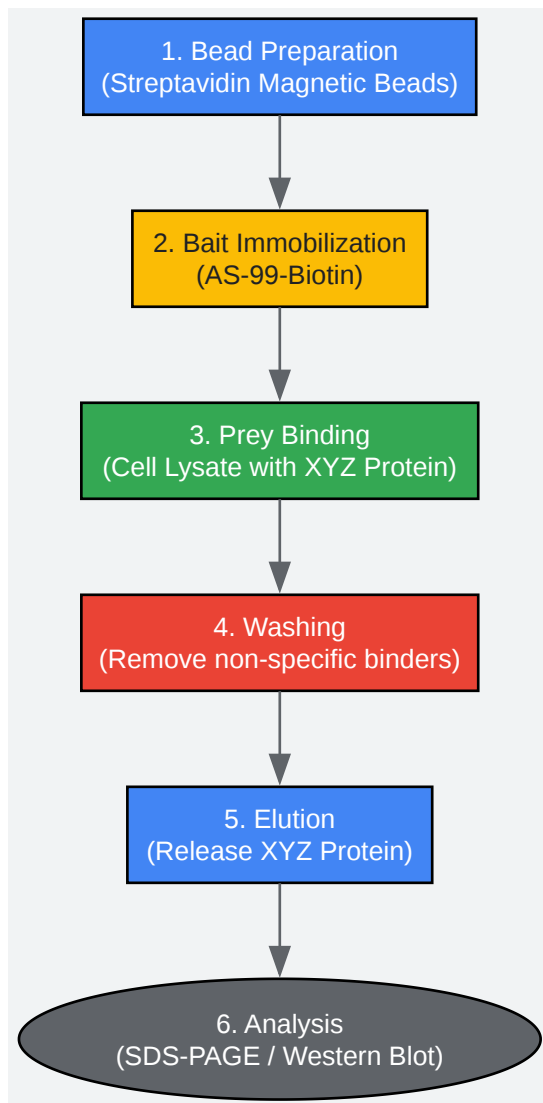 1. Bead Preparation
(Streptavidin Magnetic Beads)
2. Bait Immobilization
(AS-99-Biotin)
3. Prey Binding
(Cell Lysate with XYZ Protein)
4. Washing
(Remove non-specific binders)
5. Elution
(Release XYZ Protein)
6. Analysis
(SDS-PAGE / Western Blot)